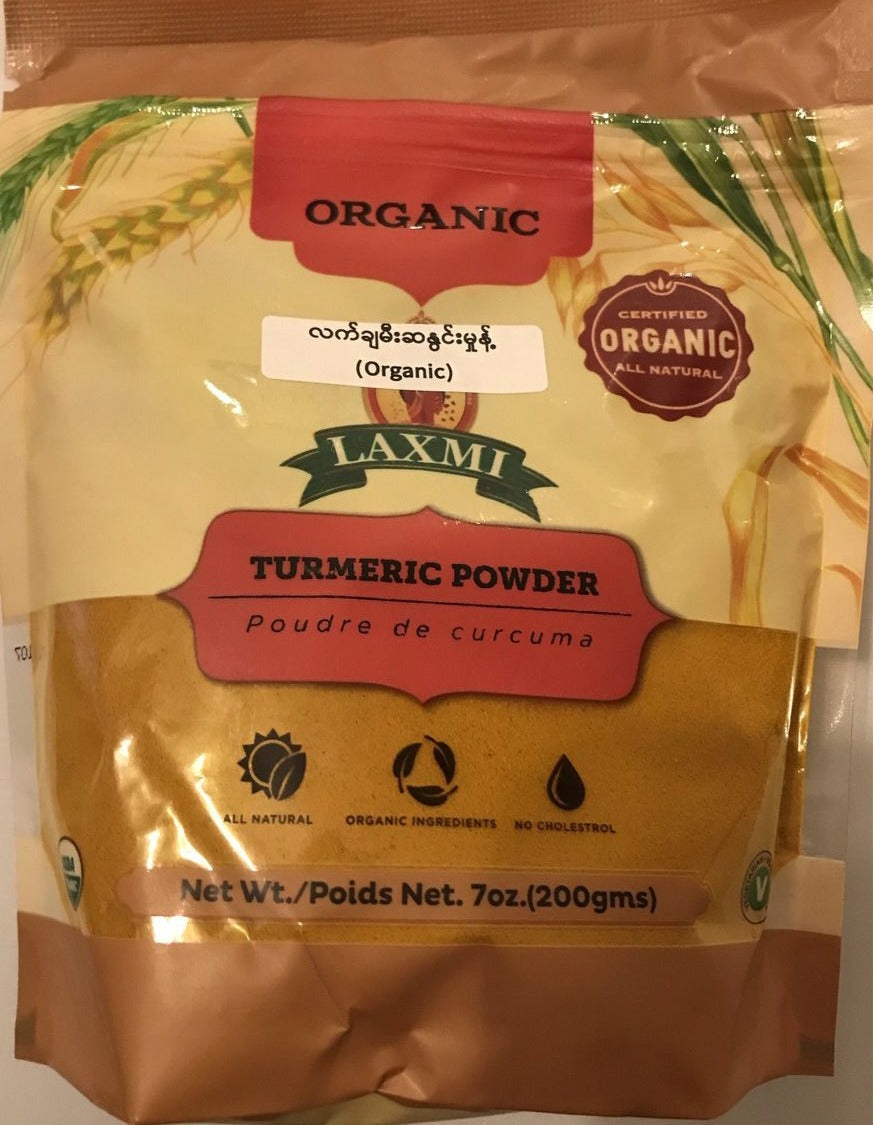 ORGANIC
CERTIFIED
ORGANIC
ALL NATURAL
လက်ချမီးဆနွင်းမှုန့်
(Organic)
LAXMI
TURMERIC POWDER
Poudre de curcuma
ALL NATURAL
ORGANIC INGREDIENTS
NO CHOLESTROL
Net Wt./Poids Net. 7oz.(200gms)
V